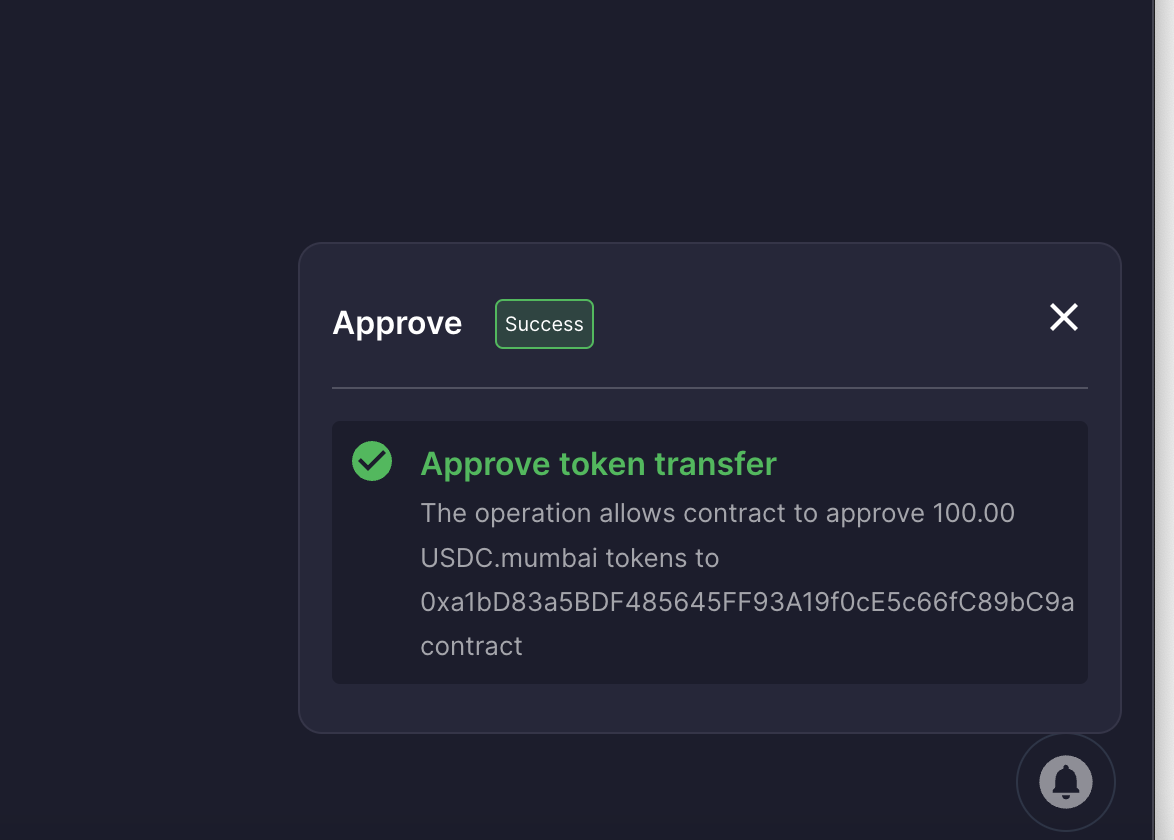 Approve
Success
Approve token transfer
The operation allows contract to approve 100.00
USDC.mumbai tokens to
0xa1bD83a5BDF485645FF93A19f0cE5c66fC89bC9a
contract